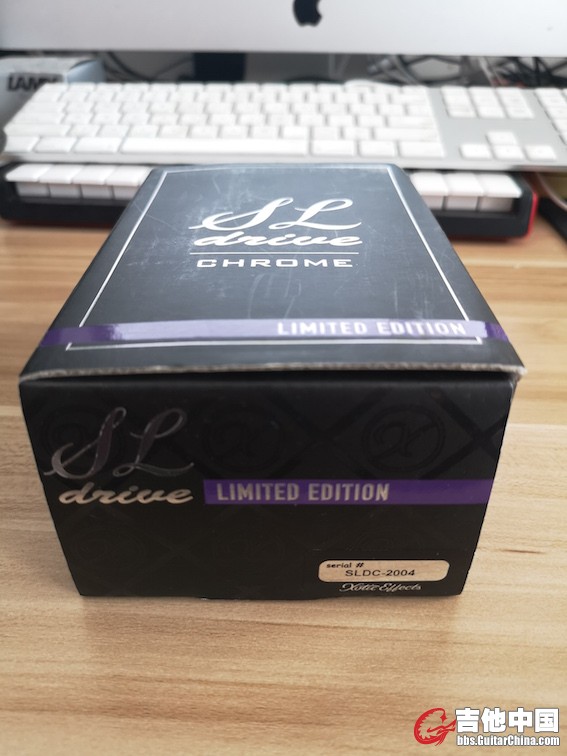 LAMY
SL
drive
CHROME
LIMITED EDITION
SL
drive
LIMITED EDITION
serial #
SLDC-2004
Xotic Effects
吉他中国
bbs.GuitarChina.com